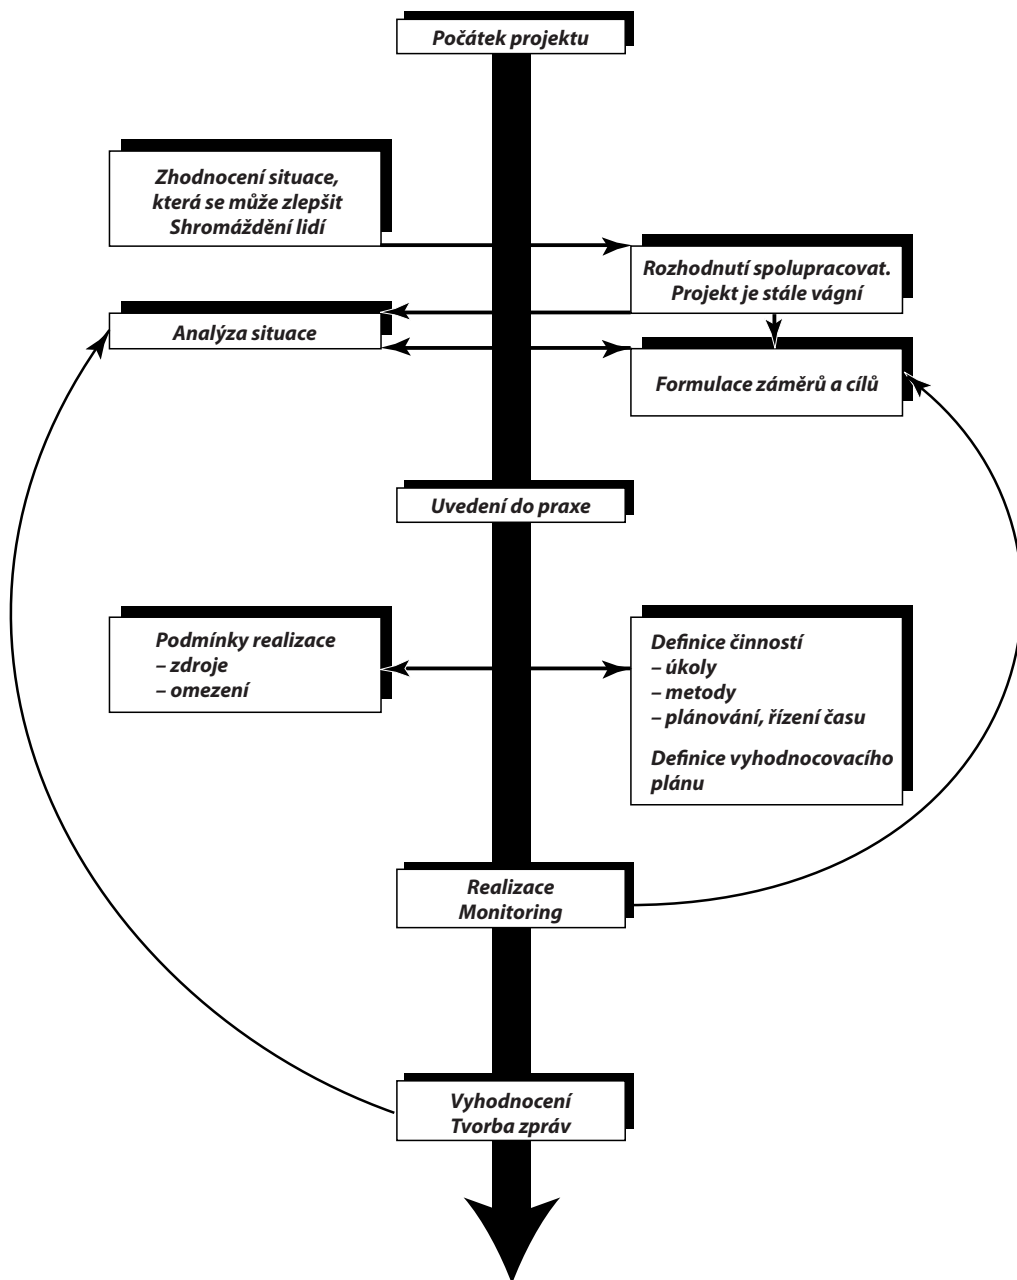 Počátek projektu
Zhodnocení situace,
která se může zlepšit
Shromáždění lidí
Rozhodnutí spolupracovat.
Projekt je stále vágní
Analýza situace
Formulace záměrů a cílů
Uvedení do praxe
Podmínky realizace
– zdroje
– omezení
Definice činností
– úkoly
– metody
– plánování, řízení času
Definice vyhodnocovacího
plánu
Realizace
Monitoring
Vyhodnocení
Tvorba zpráv